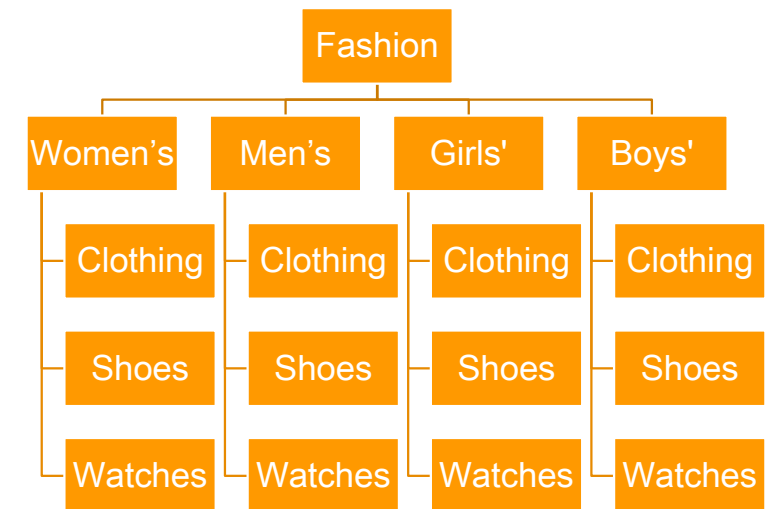 Fashion
Women’s
Men’s
Girls'
Boys'
Clothing
Clothing
Clothing
Clothing
Shoes
Shoes
Shoes
Shoes
Watches
Watches
Watches
Watches